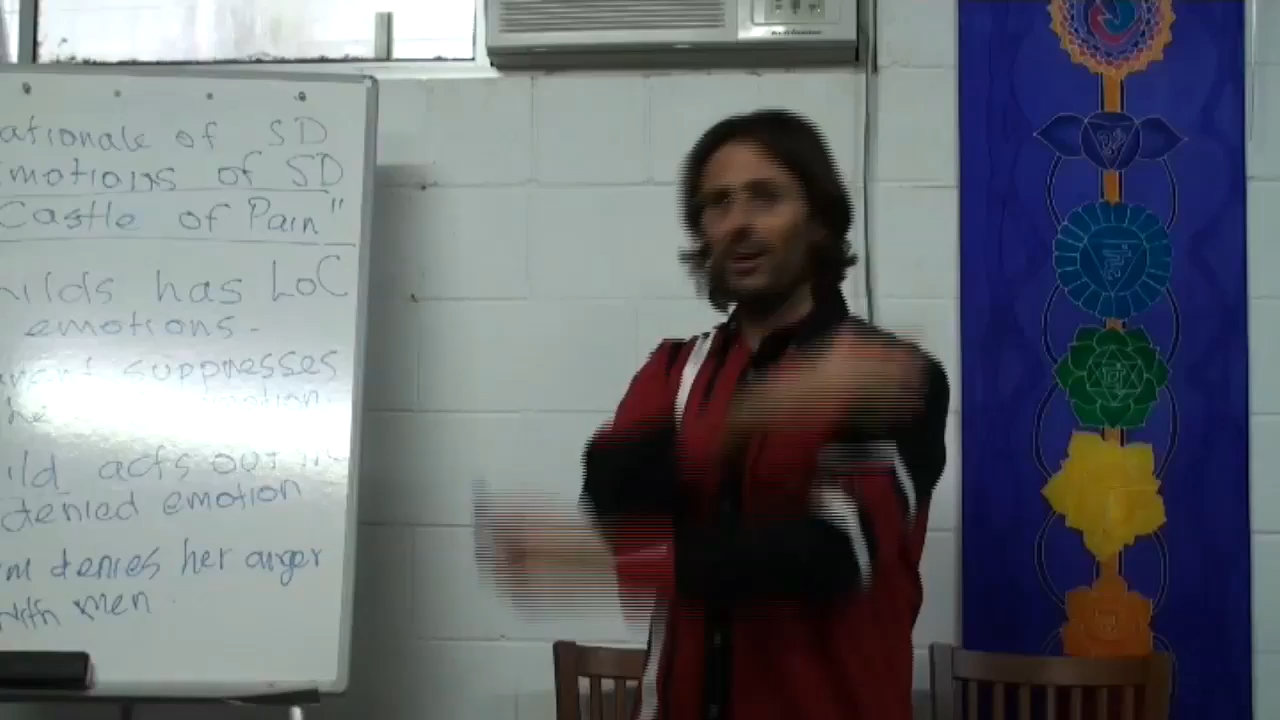 ationale of SD
motions of SD
Castle of Pain"
hilds has LoC
emotions.
suppresses
ild acts out
denied emotion
m denies her anger
with men